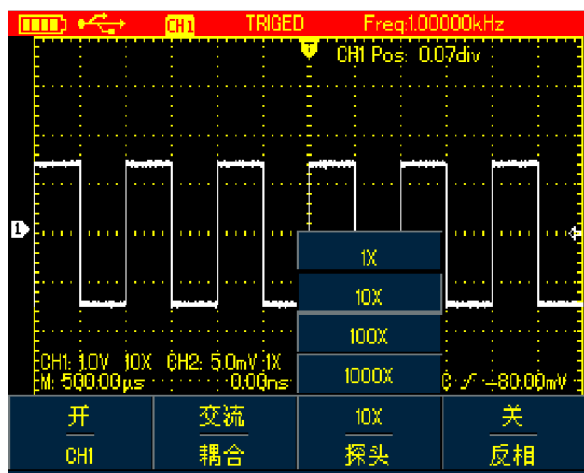 CH1 TRIGED Freq:1.00000kHz
T CH1 Pos: 0.07div
1
1X
10X
100X
1000X
CH1: 1.0V 10X CH2: 5.0mV 1X
M: 500.00µs 0.00ns -80.00mV
开 交流 10X 关
CH1 耦合 探头 反相